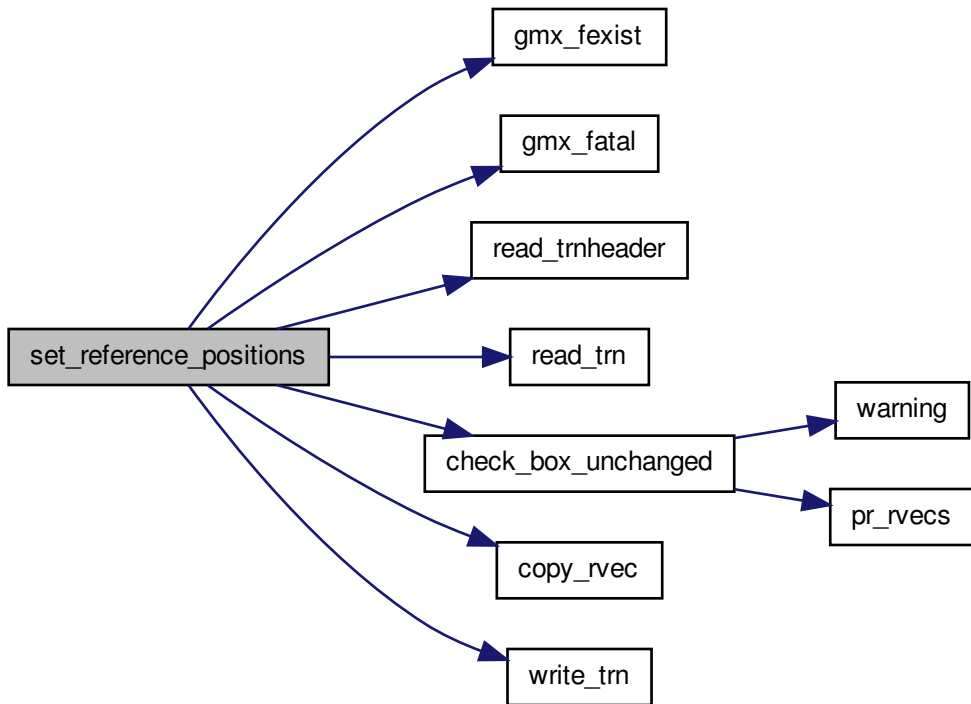 gmx_fexist
gmx_fatal
read_trnheader
set_reference_positions
read_trn
warning
check_box_unchanged
pr_rvecs
copy_rvec
write_trn